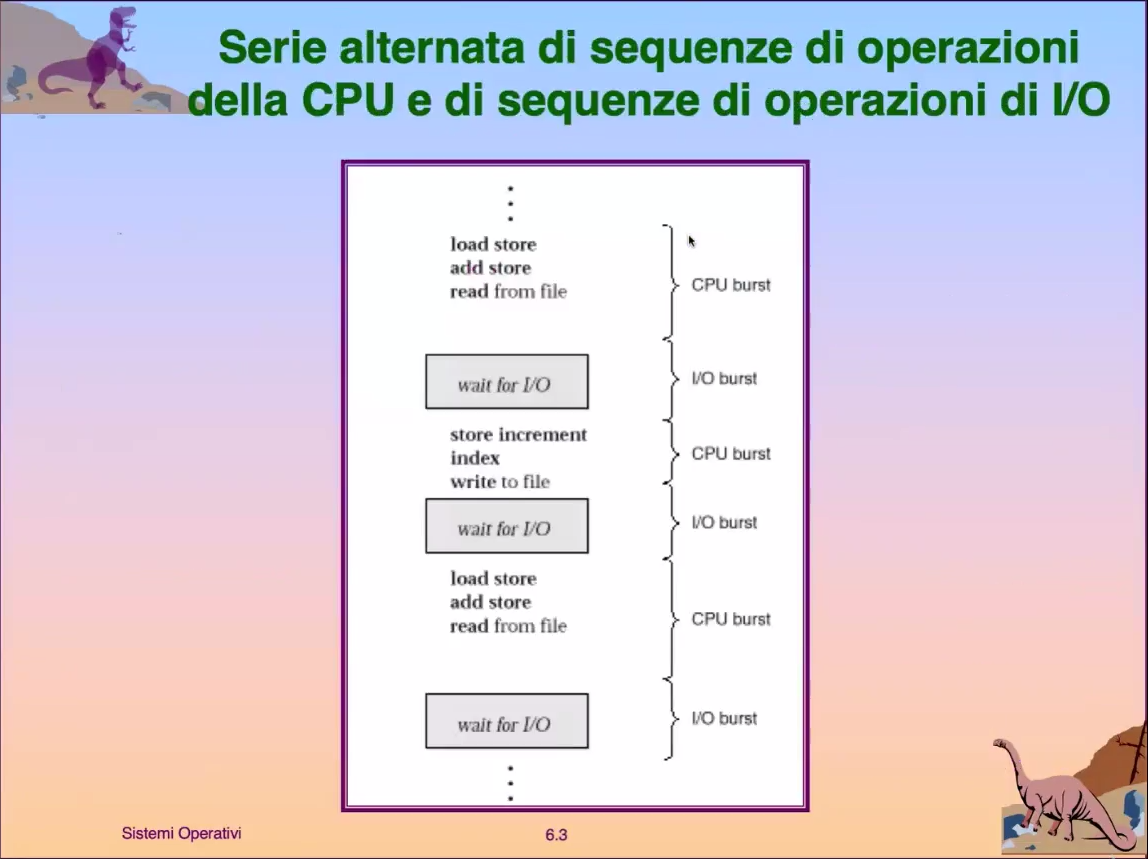 Serie alternata di sequenze di operazioni
della CPU e di sequenze di operazioni di I/O
load store
add store
read from file
CPU burst
wait for I/O
I/O burst
store increment
index
write to file
CPU burst
wait for I/O
I/O burst
load store
add store
read from file
CPU burst
wait for I/O
I/O burst
Sistemi Operativi
6.3